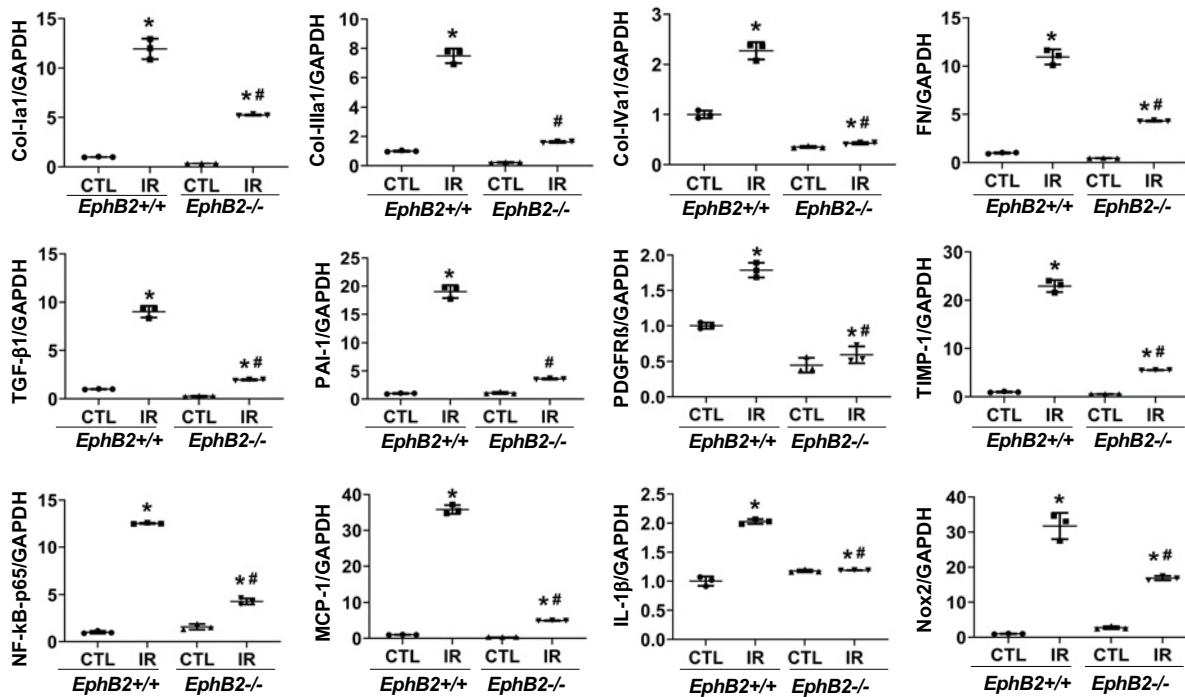 Col-Ia1/GAPDH
15
10
5
0
*
*#
CTL IR CTL IR
EphB2+/+ EphB2-/-
Col-IIIa1/GAPDH
10
8
6
4
2
0
*
#
CTL IR CTL IR
EphB2+/+ EphB2-/-
Col-IVa1/GAPDH
3
2
1
0
*
*#
CTL IR CTL IR
EphB2+/+ EphB2-/-
FN/GAPDH
15
10
5
0
*
*#
CTL IR CTL IR
EphB2+/+ EphB2-/-
TGF-β1/GAPDH
15
10
5
0
*
*#
CTL IR CTL IR
EphB2+/+ EphB2-/-
PAI-1/GAPDH
25
20
15
10
5
0
*
#
CTL IR CTL IR
EphB2+/+ EphB2-/-
PDGFRß/GAPDH
2.0
1.5
1.0
0.5
0.0
*
*#
CTL IR CTL IR
EphB2+/+ EphB2-/-
TIMP-1/GAPDH
30
20
10
0
*
*#
CTL IR CTL IR
EphB2+/+ EphB2-/-
NF-kB-p65/GAPDH
15
10
5
0
*
*#
CTL IR CTL IR
EphB2+/+ EphB2-/-
MCP-1/GAPDH
40
30
20
10
0
*
*#
CTL IR CTL IR
EphB2+/+ EphB2-/-
IL-1β/GAPDH
2.5
2.0
1.5
1.0
0.5
0.0
*
*#
CTL IR CTL IR
EphB2+/+ EphB2-/-
Nox2/GAPDH
40
30
20
10
0
*
*#
CTL IR CTL IR
EphB2+/+ EphB2-/-